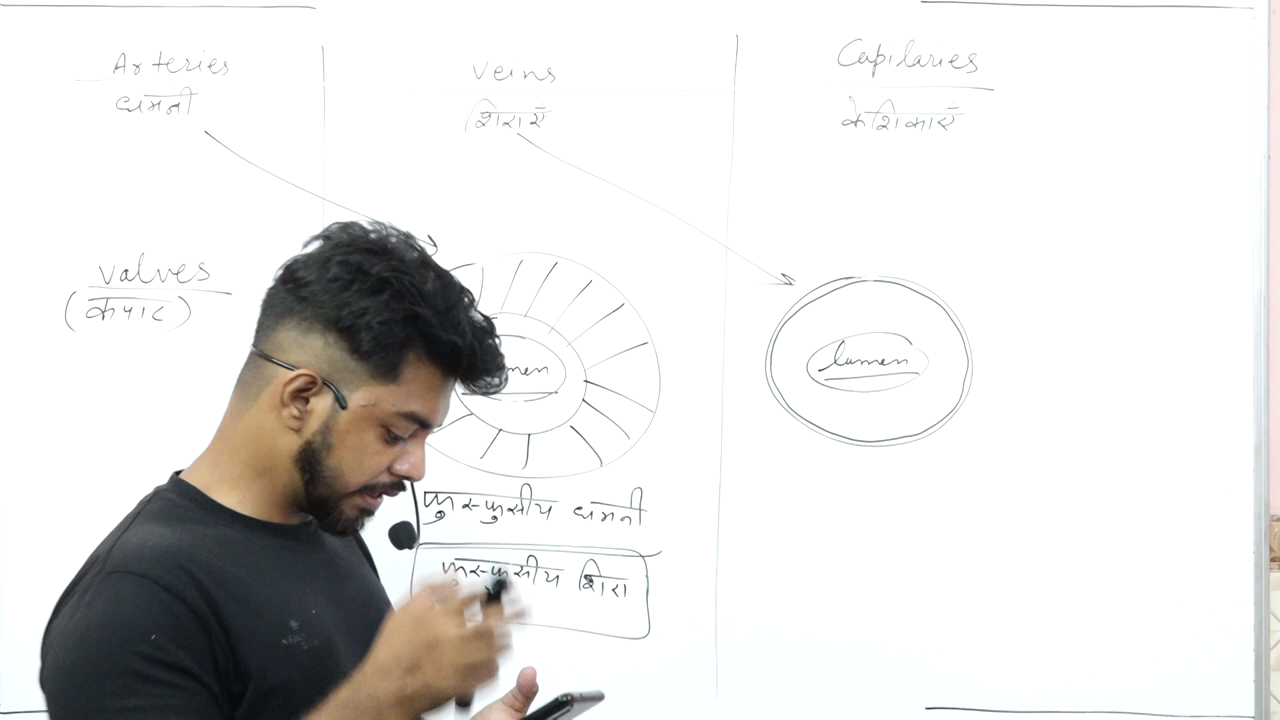 Arteries
धमनी
Veins
शिराएँ
Capilaries
केशिकाएँ
valves
(कपाट)
lumen
फुस्फुसीय धमनी
फुस्फुसीय शिरा